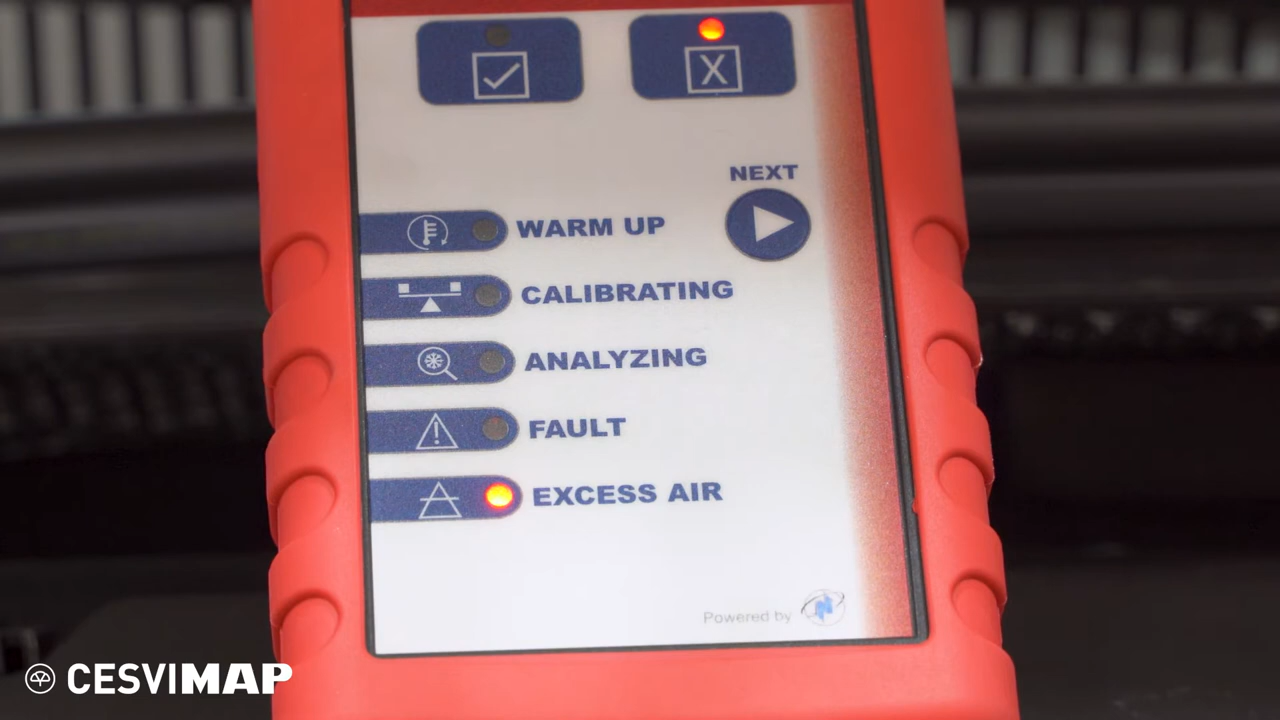 X
NEXT
WARM UP
CALIBRATING
ANALYZING
FAULT
EXCESS AIR
Powered by
CESVIMAP